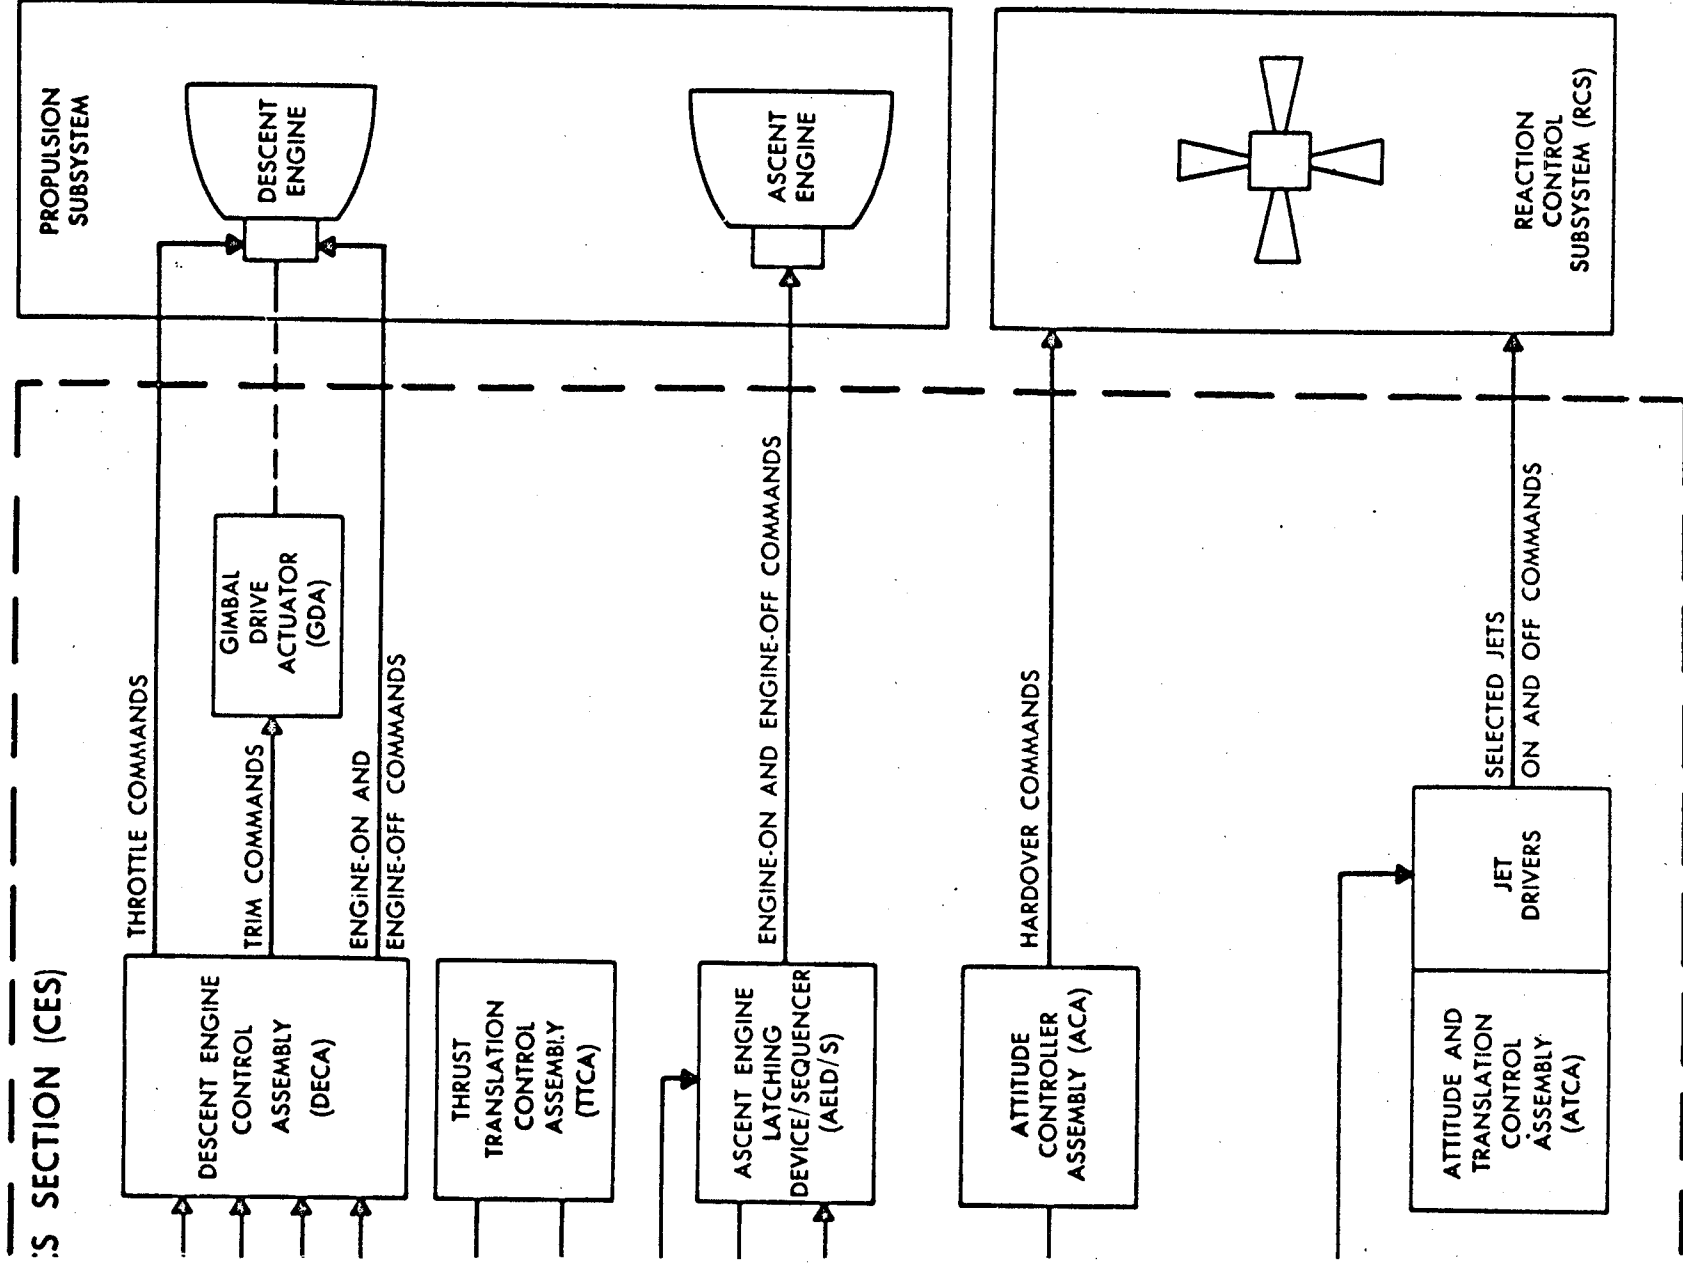 'S SECTION (CES)
PROPULSION
SUBSYSTEM
DESCENT
ENGINE
THROTTLE COMMANDS
GIMBAL
DRIVE
ACTUATOR
(GDA)
TRIM COMMANDS
ENGINE-ON AND
ENGINE-OFF COMMANDS
DESCENT ENGINE
CONTROL
ASSEMBLY
(DECA)
THRUST
TRANSLATION
CONTROL
ASSEMBLY
(TTCA)
ASCENT
ENGINE
ENGINE-ON AND ENGINE-OFF COMMANDS
ASCENT ENGINE
LATCHING
DEVICE/SEQUENCER
(AELD/S)
HARDOVER COMMANDS
ATTITUDE
CONTROLLER
ASSEMBLY (ACA)
REACTION
CONTROL
SUBSYSTEM (RCS)
SELECTED JETS
ON AND OFF COMMANDS
JET
DRIVERS
ATTITUDE AND
TRANSLATION
CONTROL
ASSEMBLY
(ATCA)